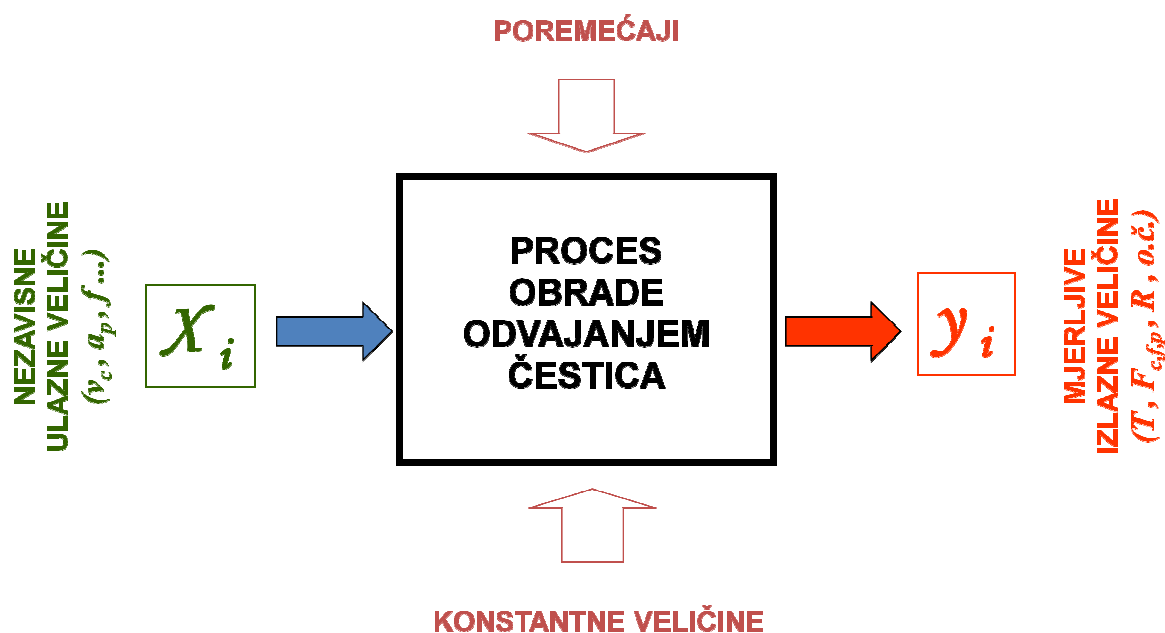 POREMEĆAJI
NEZAVISNE
ULAZNE VELIČINE
(v_c , a_p , f ...)
X_i
PROCES
OBRADE
ODVAJANJEM
ČESTICA
y_i
MJERLJIVE
IZLAZNE VELIČINE
(T , F_c,f,p , R , o.č.)
KONSTANTNE VELIČINE